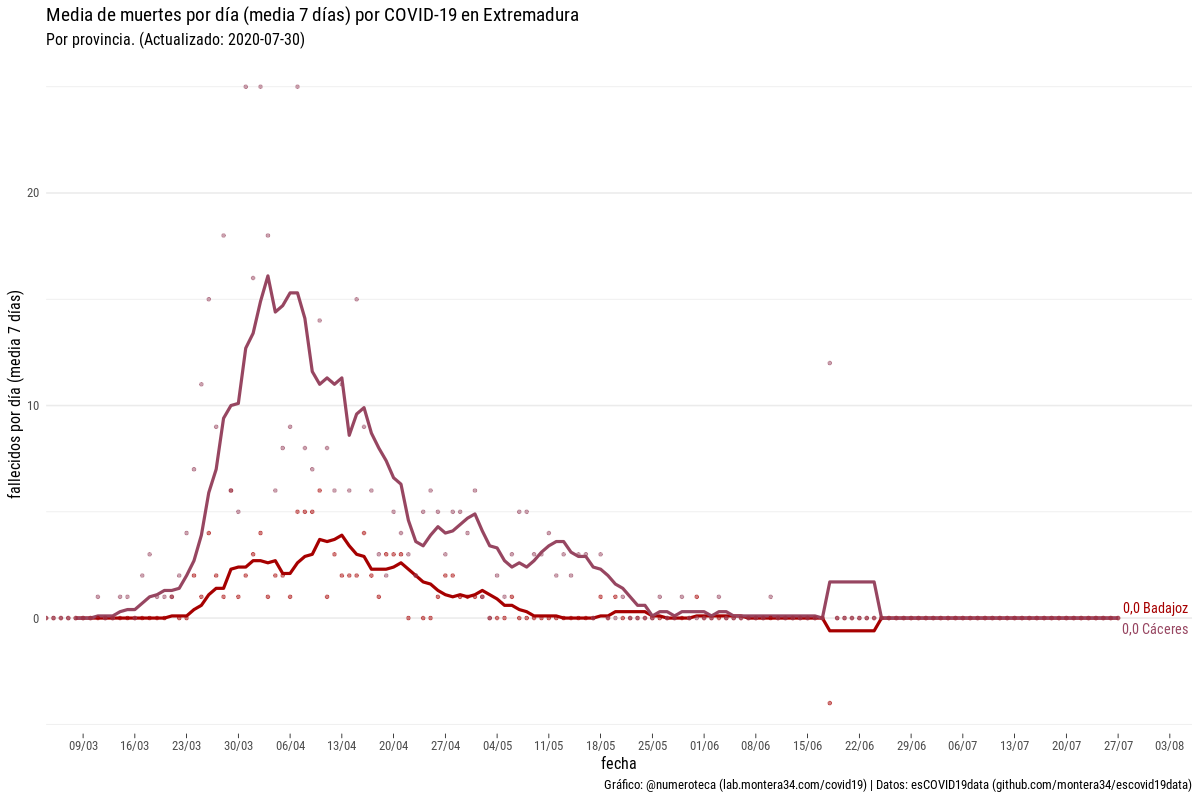 Media de muertes por día (media 7 días) por COVID-19 en Extremadura
Por provincia. (Actualizado: 2020-07-30)
fallecidos por día (media 7 días)
20
10
0
0,0 Badajoz
0,0 Cáceres
09/03 16/03 23/03 30/03 06/04 13/04 20/04 27/04 04/05 11/05 18/05 25/05 01/06 08/06 15/06 22/06 29/06 06/07 13/07 20/07 27/07 03/08
fecha
Gráfico: @numeroteca (lab.montera34.com/covid19) | Datos: esCOVID19data (github.com/montera34/escovid19data)